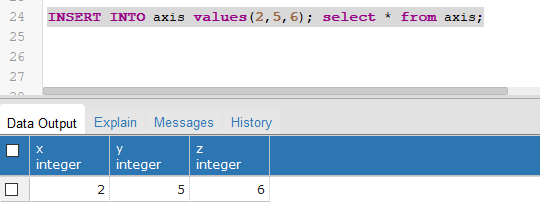 24 INSERT INTO axis values(2,5,6); select * from axis;
25
26
27
Data Output Explain Messages History
x y z
integer integer integer
2 5 6